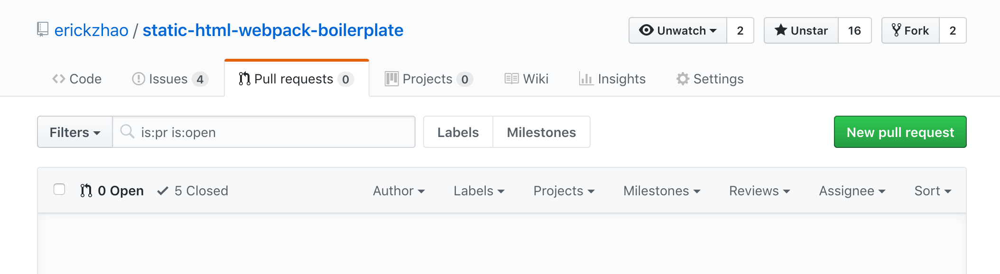 erickzhao / static-html-webpack-boilerplate Unwatch 2 Unstar 16 Fork 2
Code Issues 4 Pull requests 0 Projects 0 Wiki Insights Settings
Filters is:pr is:open Labels Milestones New pull request
0 Open 5 Closed Author Labels Projects Milestones Reviews Assignee Sort